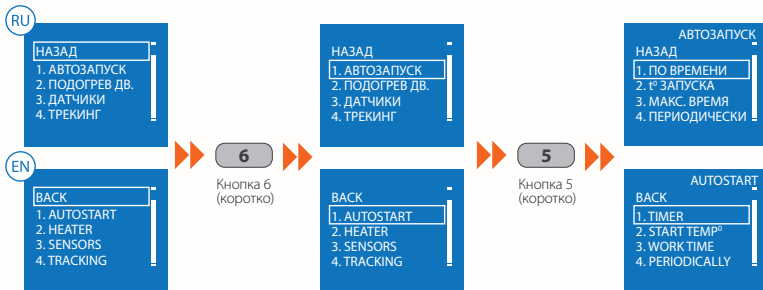 RU
НАЗАД
1. АВТОЗАПУСК
2. ПОДОГРЕВ ДВ.
3. ДАТЧИКИ
4. ТРЕКИНГ
НАЗАД
1. АВТОЗАПУСК
2. ПОДОГРЕВ ДВ.
3. ДАТЧИКИ
4. ТРЕКИНГ
АВТОЗАПУСК
НАЗАД
1. ПО ВРЕМЕНИ
2. t⁰ ЗАПУСКА
3. МАКС. ВРЕМЯ
4. ПЕРИОДИЧЕСКИ
6
Кнопка 6
(коротко)
5
Кнопка 5
(коротко)
EN
BACK
1. AUTOSTART
2. HEATER
3. SENSORS
4. TRACKING
BACK
1. AUTOSTART
2. HEATER
3. SENSORS
4. TRACKING
AUTOSTART
BACK
1. TIMER
2. START TEMP⁰
3. WORK TIME
4. PERIODICALLY